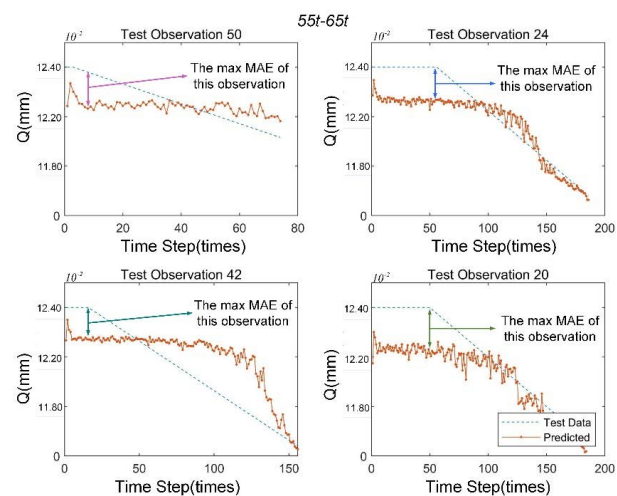 55t-65t
Test Observation 50
10⁻²
12.40
12.20
11.80
0
Q(mm)
The max MAE of
this observation
0 20 40 60 80
Time Step(times)
Test Observation 24
10⁻²
12.40
12.20
11.80
0
Q(mm)
The max MAE of
this observation
0 50 100 150 200
Time Step(times)
Test Observation 42
10⁻²
12.40
12.20
11.80
0
Q(mm)
The max MAE of
this observation
0 50 100 150
Time Step(times)
Test Observation 20
10⁻²
12.40
12.20
11.80
0
Q(mm)
The max MAE of
this observation
Test Data
Predicted
0 50 100 150 200
Time Step(times)